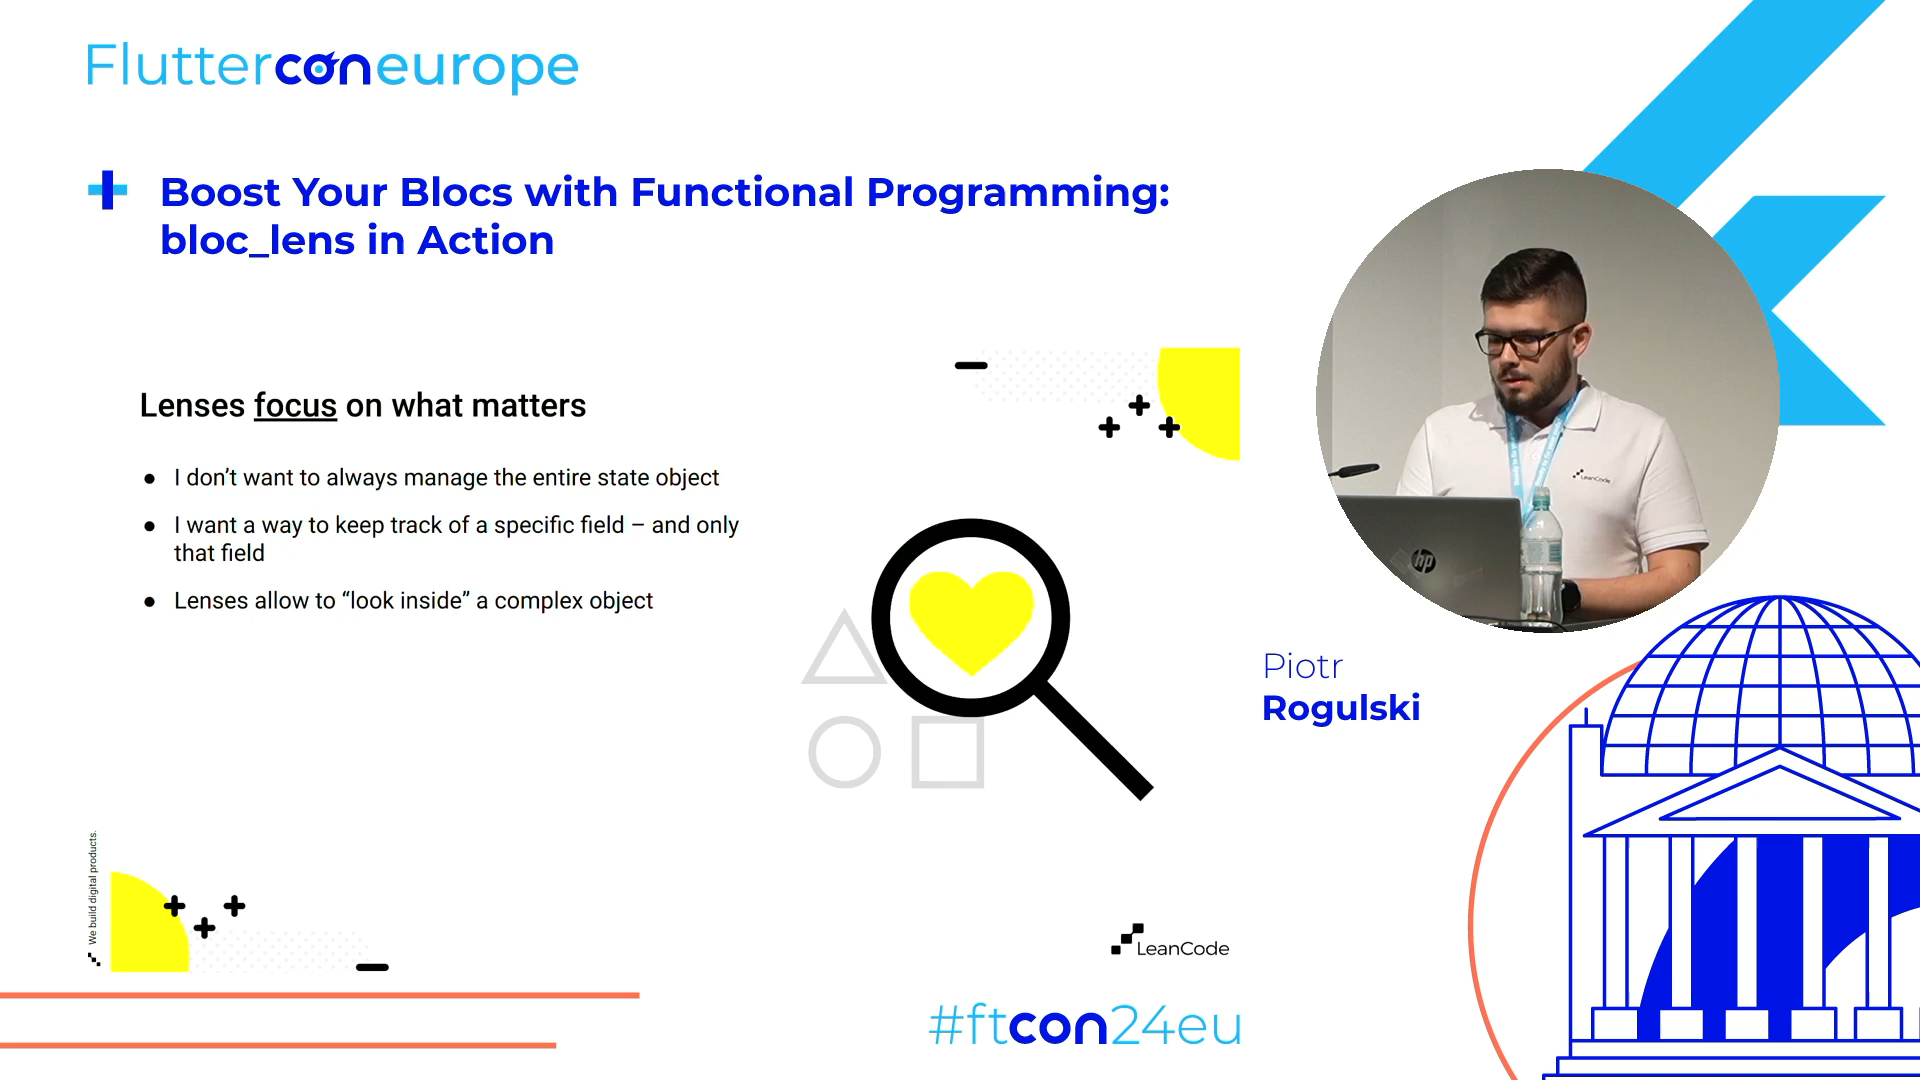 Flutterconeurope
Boost Your Blocs with Functional Programming:
bloc_lens in Action
Lenses focus on what matters
● I don’t want to always manage the entire state object
● I want a way to keep track of a specific field – and only
that field
● Lenses allow to “look inside” a complex object
LeanCode
hp
Piotr
Rogulski
We build digital products.
LeanCode
#ftcon24eu